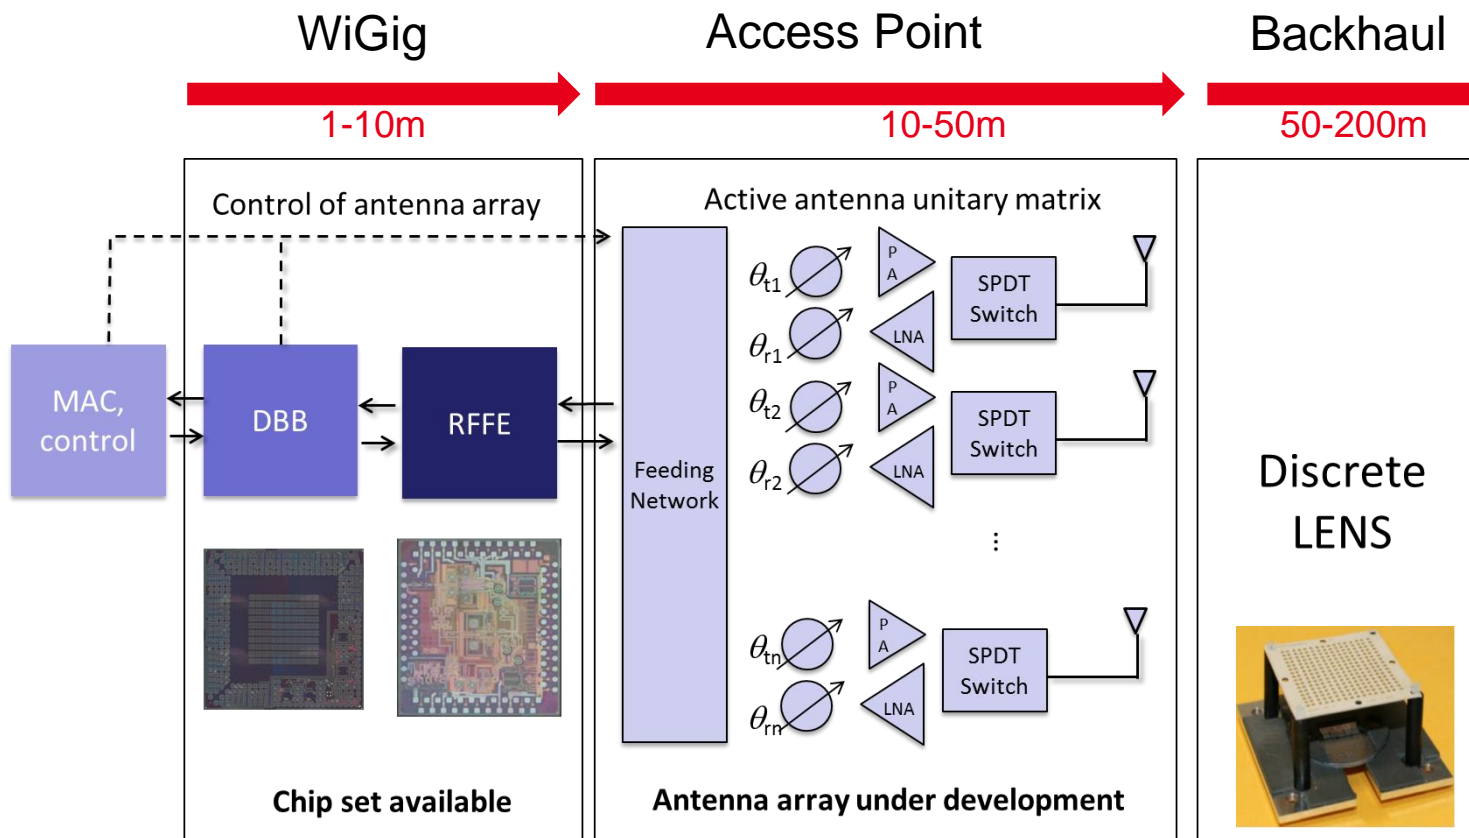 WiGig
Access Point
Backhaul
1-10m
10-50m
50-200m
Control of antenna array
Active antenna unitary matrix
MAC,
control
DBB
RFFE
Feeding
Network
θt1
P
A
SPDT
Switch
θr1
LNA
θt2
P
A
SPDT
Switch
θr2
LNA
...
θtn
P
A
SPDT
Switch
θrn
LNA
Discrete
LENS
Chip set available
Antenna array under development